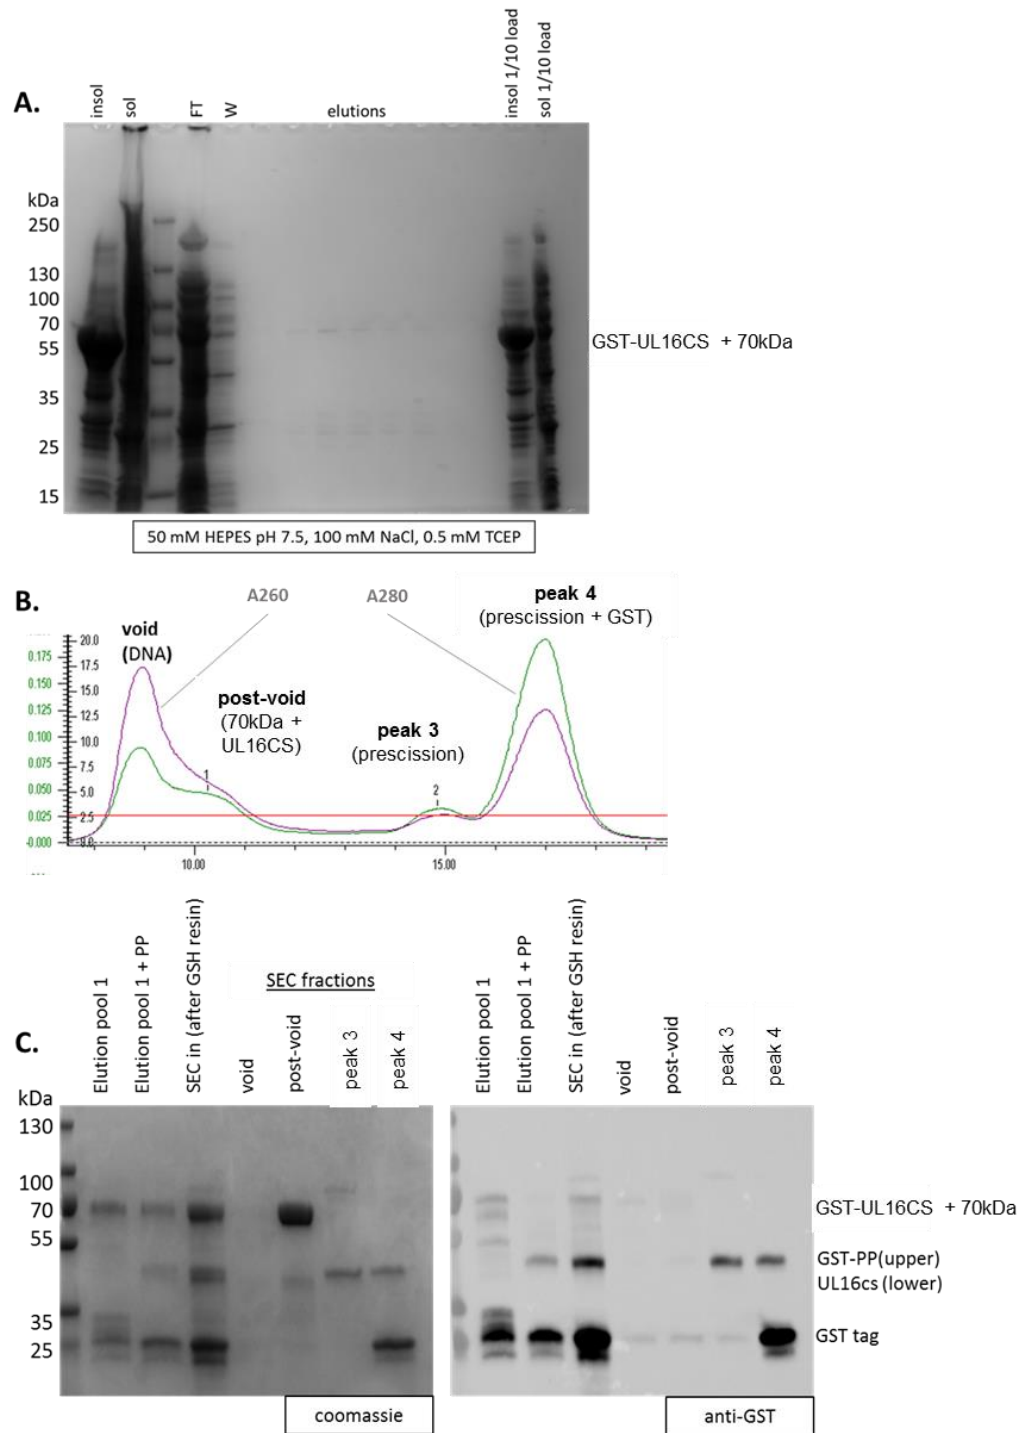 A.
insol
sol
FT
W
elutions
insol 1/10 load
sol 1/10 load
kDa
250
130
100
70
55
35
25
15
GST-UL16CS + 70kDa
50 mM HEPES pH 7.5, 100 mM NaCl, 0.5 mM TCEP
B.
A260
A280
peak 4
(prescission + GST)
void
(DNA)
post-void
(70kDa +
UL16CS)
peak 3
(prescission)
0.175
0.150
0.125
0.100
0.075
0.050
0.025
-0.000
20.0
17.5
15.0
12.5
10.0
7.5
5.0
2.5
0.0
1
2
10.00
15.00
C.
Elution pool 1
Elution pool 1 + PP
SEC in (after GSH resin)
SEC fractions
void
post-void
peak 3
peak 4
Elution pool 1
Elution pool 1 + PP
SEC in (after GSH resin)
void
post-void
peak 3
peak 4
kDa
130
100
70
55
35
25
GST-UL16CS + 70kDa
GST-PP(upper)
UL16cs (lower)
GST tag
coomassie
anti-GST